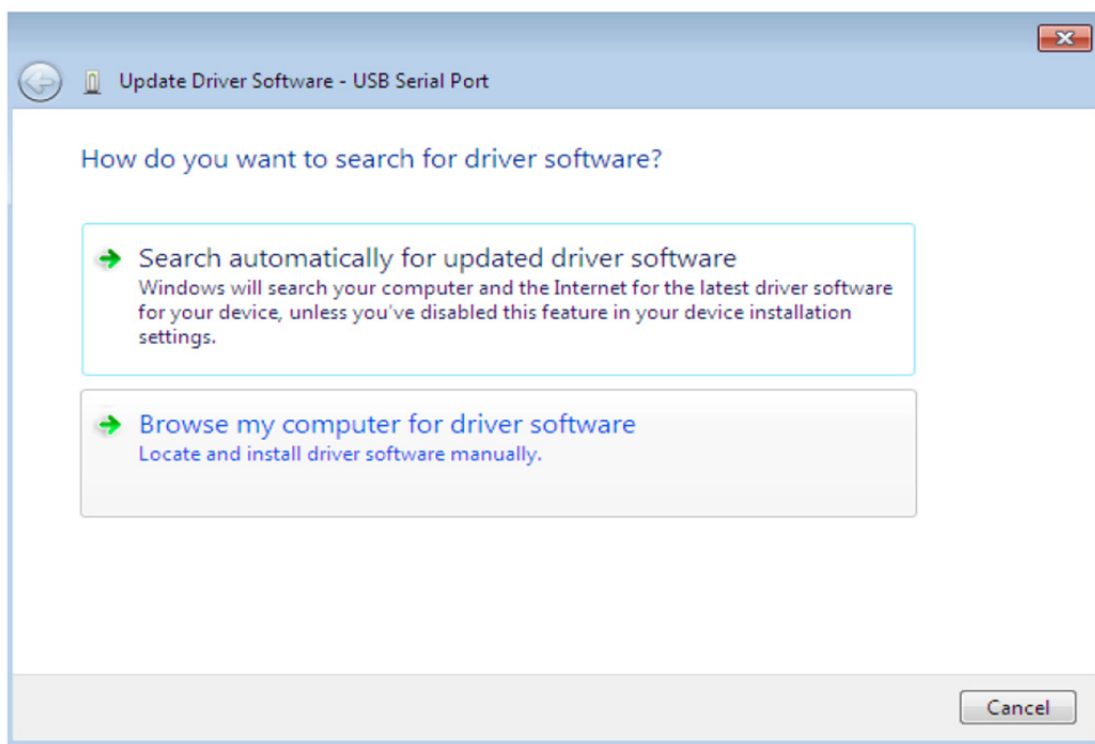 Update Driver Software - USB Serial Port
How do you want to search for driver software?
Search automatically for updated driver software
Windows will search your computer and the Internet for the latest driver software
for your device, unless you've disabled this feature in your device installation
settings.
Browse my computer for driver software
Locate and install driver software manually.
Cancel